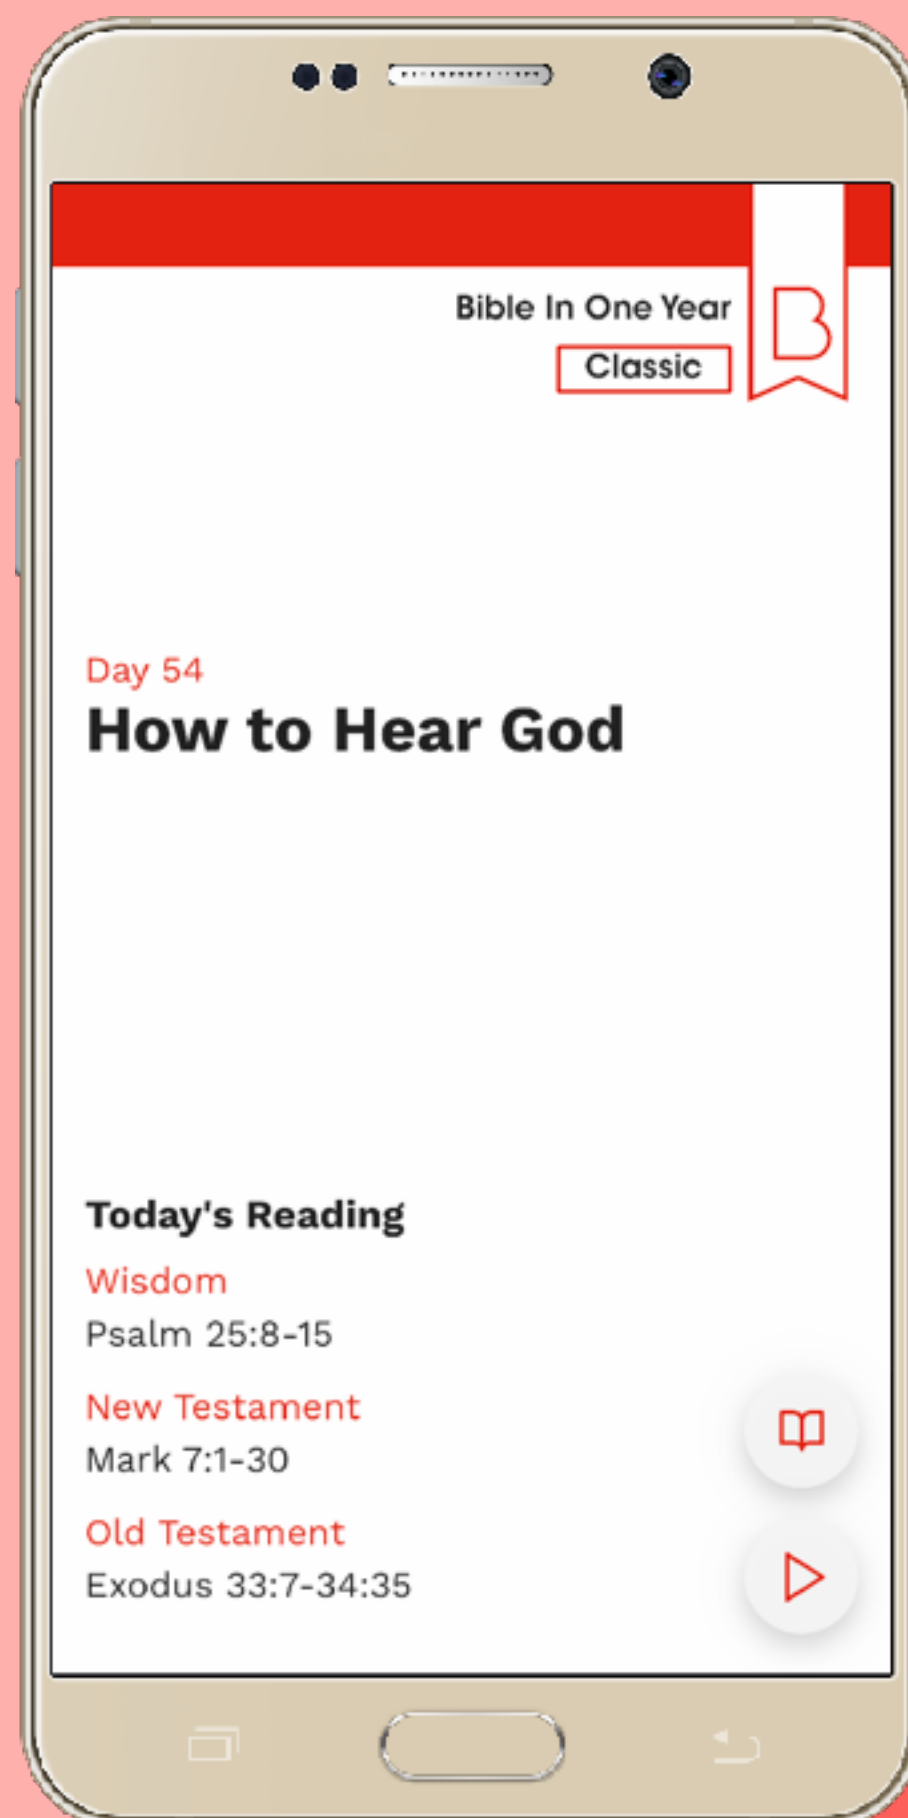 Bible In One Year
Classic
B
Day 54
How to Hear God
Today's Reading
Wisdom
Psalm 25:8-15
New Testament
Mark 7:1-30
Old Testament
Exodus 33:7-34:35